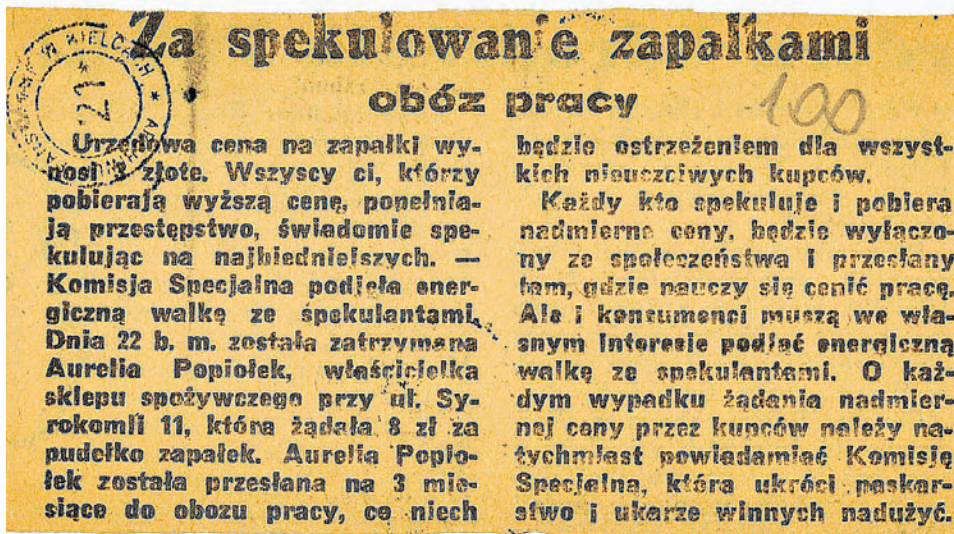 Za spekulowanie zapałkami
obóz pracy
100
ARCHIWUM PAŃSTWOWE W KIELCACH
* 21 *
Urzędowa cena na zapałki wy-
nosi 3 złote. Wszyscy ci, którzy
pobierają wyższą cenę, popełnia-
ją przestępstwo, świadomie spe-
kulując na najbiedniejszych. —
Komisja Specjalna podjęła ener-
giczną walkę ze spekulantami.
Dnia 22 b. m. została zatrzymana
Aurelia Popiołek, właścicielka
sklepu spożywczego przy ul. Sy-
rokomli 11, która żądała 8 zł za
pudełko zapałek. Aurelia Popio-
łek została przesłana na 3 mie-
siące do obozu pracy, co niech
będzie ostrzeżeniem dla wszyst-
kich nieuczciwych kupców.
Każdy kto spekuluje i pobiera
nadmierne ceny, będzie wyłączo-
ny ze społeczeństwa i przesłany
tam, gdzie nauczy się cenić pracę.
Ale i konsumenci muszą we wła-
snym interesie podjąć energiczną
walkę ze spekulantami. O każ-
dym wypadku żądania nadmier-
nej ceny przez kupców należy na-
tychmiast powiadamiać Komisję
Specjalną, która ukróci paskar-
stwo i ukarze winnych nadużyć.